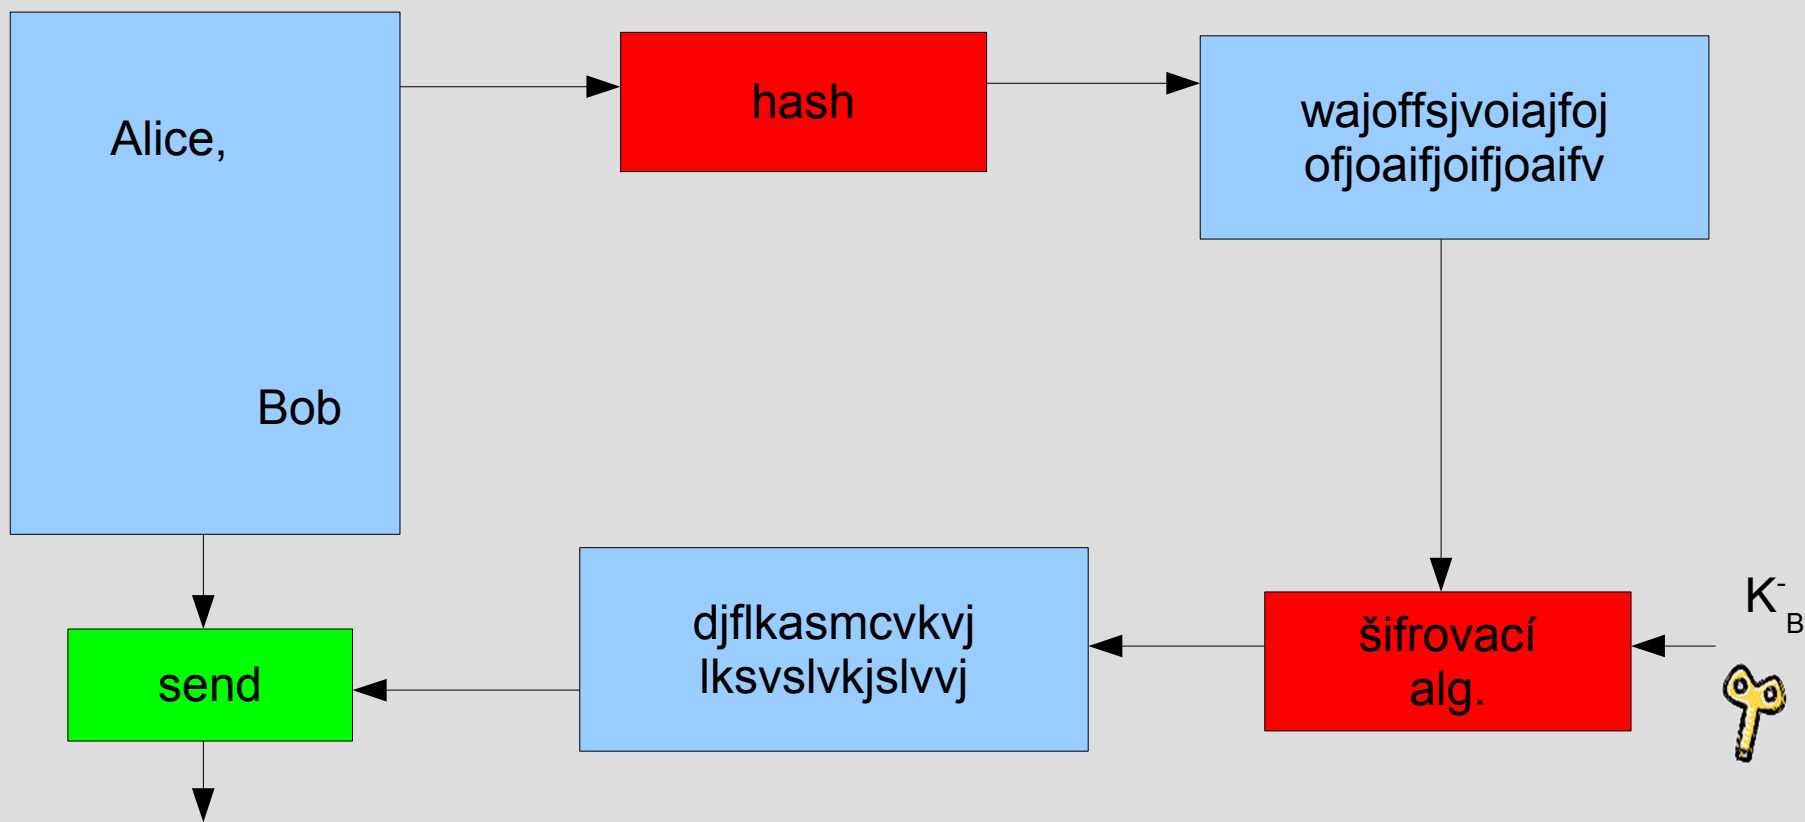 Alice,
Bob
hash
wajoffsjvoiajfoj
ofjoaifjoifjoaifv
šifrovací
alg.
K-B
djflkasmcvkvj
lksvslvkjslvvj
send